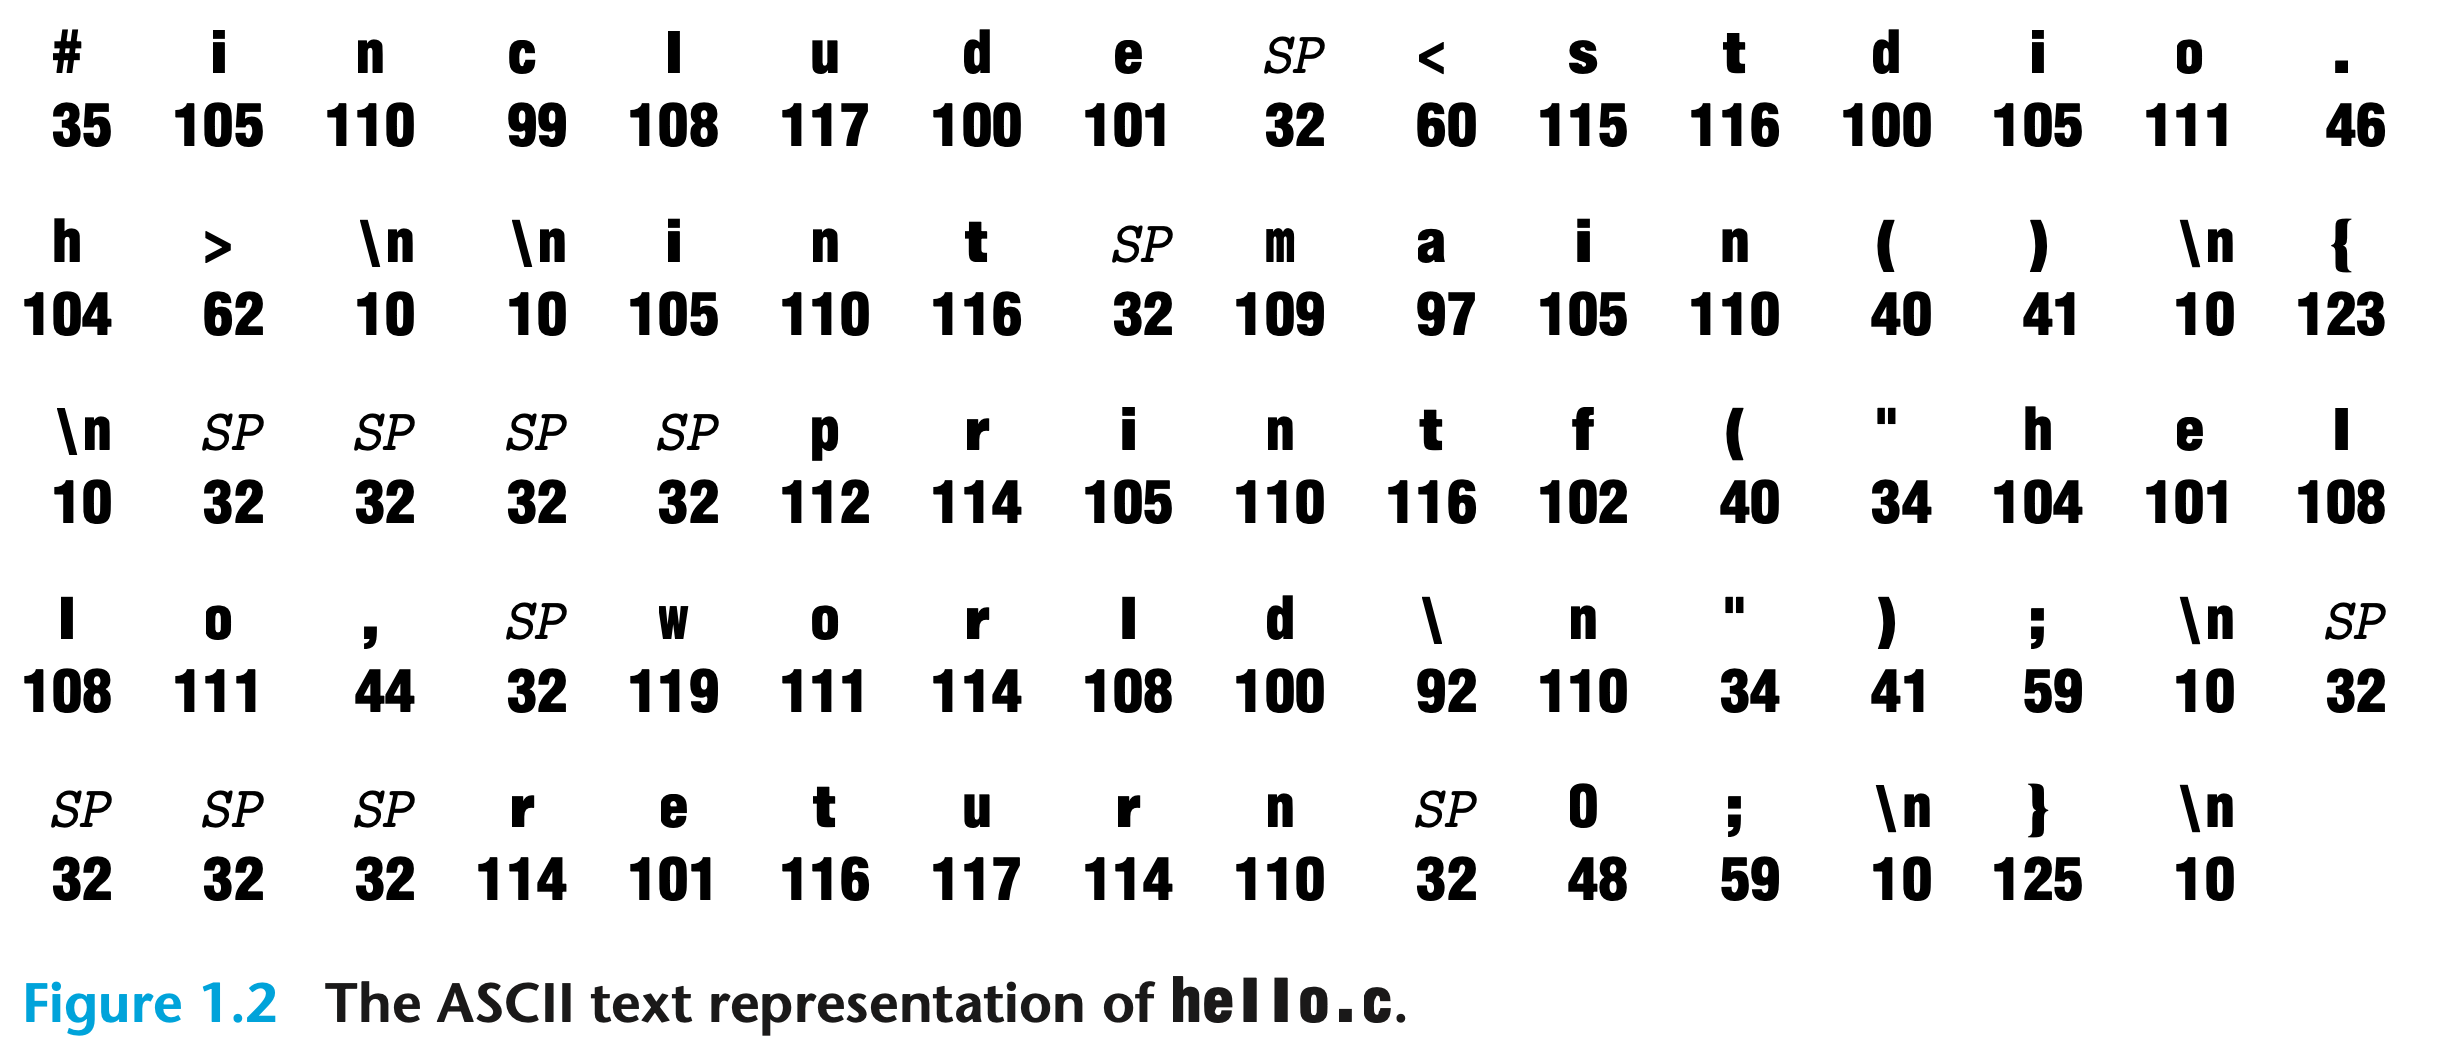 # i n c l u d e SP < s t d i o .
35 105 110 99 108 117 100 101 32 60 115 116 100 105 111 46
h > \n \n i n t SP m a i n ( ) \n {
104 62 10 10 105 110 116 32 109 97 105 110 40 41 10 123
\n SP SP SP SP p r i n t f ( " h e l
10 32 32 32 32 112 114 105 110 116 102 40 34 104 101 108
l o , SP w o r l d \ n " ) ; \n SP
108 111 44 32 119 111 114 108 100 92 110 34 41 59 10 32
SP SP SP r e t u r n SP 0 ; \n } \n
32 32 32 114 101 116 117 114 110 32 48 59 10 125 10
Figure 1.2 The ASCII text representation of hello.c.